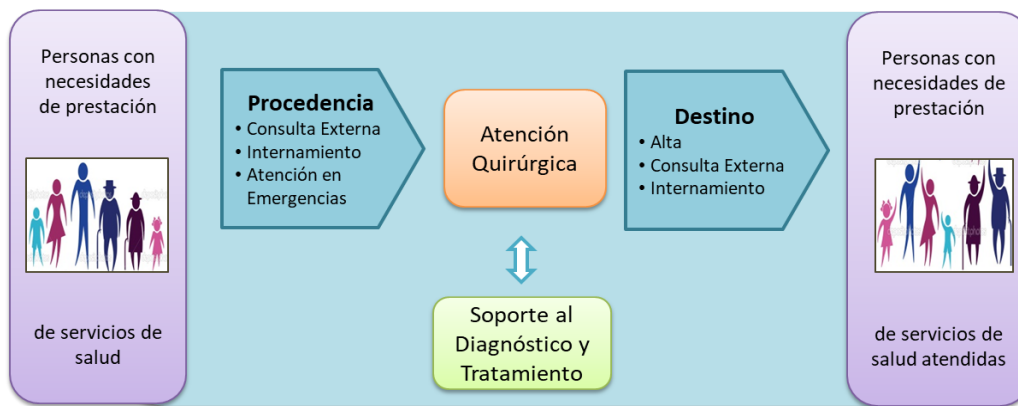 Personas con
necesidades
de prestación
de servicios de
salud
Procedencia
• Consulta Externa
• Internamiento
• Atención en
Emergencias
Atención
Quirúrgica
Soporte al
Diagnóstico y
Tratamiento
Destino
• Alta
• Consulta Externa
• Internamiento
Personas con
necesidades de
prestación
de servicios de
salud atendidas